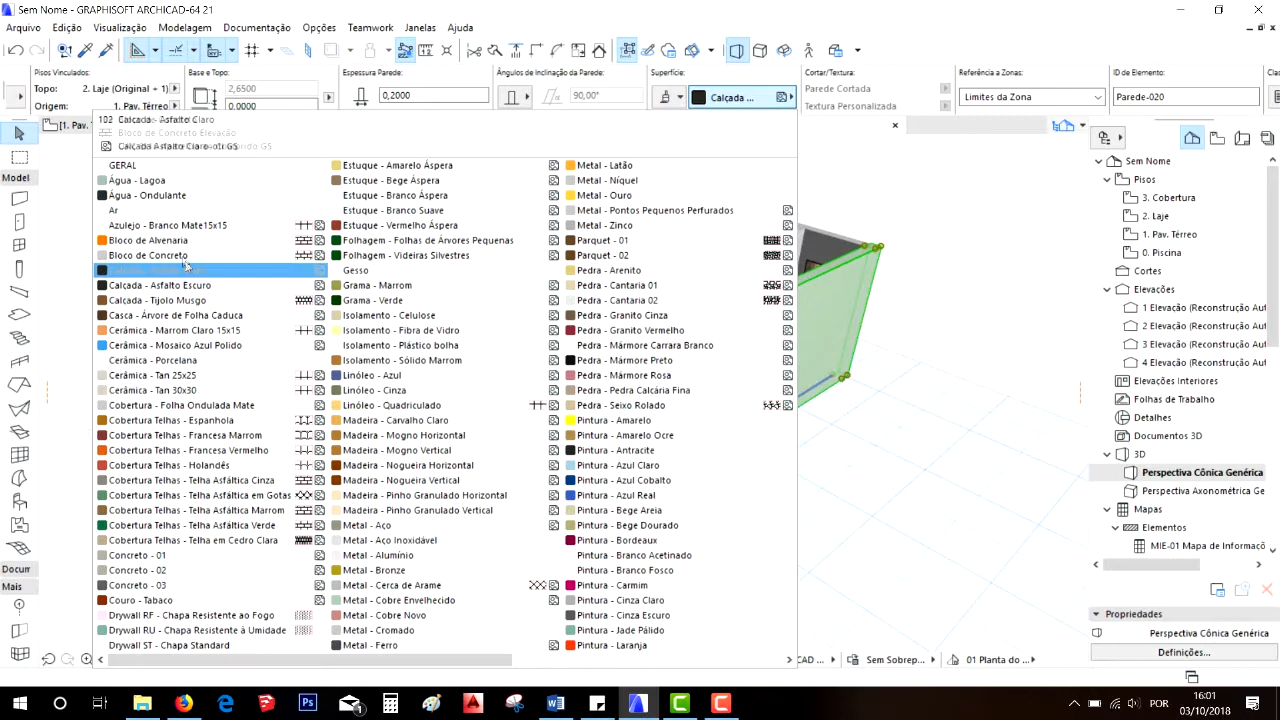 Sem Nome - GRAPHISOFT ARCHICAD-64 21
Arquivo Edição Visualização Modelagem Documentação Opções Teamwork Janelas Ajuda
Pisos Vinculados: Base e Topo: Espessura Parede: Ângulos de Inclinação da Parede: Superfície: Cortar/Textura: Referência a Zonas: ID de Elemento:
Topo: 2. Laje (Original + 1) 2,6500 Parede Cortada
0,2000 90,00° Calçada ... Limites da Zona Parede-020
Origem: 1. Pav. Térreo 0,0000 Textura Personalizada
102 Calcada - Asfalto Claro
Bloco de Concreto Elevação
[1. Pav.
Model
Docum
Mais
GERAL
Água - Lagoa
Água - Ondulante
Ar
Azulejo - Branco Mate15x15
Bloco de Alvenaria
Bloco de Concreto
Calcada - Asfalto Escuro
Calcada - Tijolo Musgo
Casca - Árvore de Folha Caduca
Cerâmica - Marrom Claro 15x15
Cerâmica - Mosaico Azul Polido
Cerâmica - Porcelana
Cerâmica - Tan 25x25
Cerâmica - Tan 30x30
Cobertura - Folha Ondulada Mate
Cobertura Telhas - Espanhola
Cobertura Telhas - Francesa Marrom
Cobertura Telhas - Francesa Vermelho
Cobertura Telhas - Holandês
Cobertura Telhas - Telha Asfáltica Cinza
Cobertura Telhas - Telha Asfáltica em Gotas
Cobertura Telhas - Telha Asfáltica Marrom
Cobertura Telhas - Telha Asfáltica Verde
Cobertura Telhas - Telha em Cedro Clara
Concreto - 01
Concreto - 02
Concreto - 03
Couro - Tabaco
Drywall RF - Chapa Resistente ao Fogo
Drywall RU - Chapa Resistente à Umidade
Drywall ST - Chapa Standard
Estuque - Amarelo Áspera
Estuque - Bege Áspera
Estuque - Branco Áspera
Estuque - Branco Suave
Estuque - Vermelho Áspera
Folhagem - Folhas de Árvores Pequenas
Folhagem - Videiras Silvestres
Gesso
Grama - Marrom
Grama - Verde
Isolamento - Celulose
Isolamento - Fibra de Vidro
Isolamento - Plástico bolha
Isolamento - Sólido Marrom
Linóleo - Azul
Linóleo - Cinza
Linóleo - Quadriculado
Madeira - Carvalho Claro
Madeira - Mogno Horizontal
Madeira - Mogno Vertical
Madeira - Nogueira Horizontal
Madeira - Nogueira Vertical
Madeira - Pinho Granulado Horizontal
Madeira - Pinho Granulado Vertical
Metal - Aço
Metal - Aço Inoxidável
Metal - Alumínio
Metal - Bronze
Metal - Cerca de Arame
Metal - Cobre Envelhecido
Metal - Cobre Novo
Metal - Cromado
Metal - Ferro
Metal - Latão
Metal - Níquel
Metal - Ouro
Metal - Pontos Pequenos Perfurados
Metal - Zinco
Parquet - 01
Parquet - 02
Pedra - Arenito
Pedra - Cantaria 01
Pedra - Cantaria 02
Pedra - Granito Cinza
Pedra - Granito Vermelho
Pedra - Mármore Carrara Branco
Pedra - Mármore Preto
Pedra - Mármore Rosa
Pedra - Pedra Calcária Fina
Pedra - Seixo Rolado
Pintura - Amarelo
Pintura - Amarelo Ocre
Pintura - Antracite
Pintura - Azul Claro
Pintura - Azul Cobalto
Pintura - Azul Real
Pintura - Bege Areia
Pintura - Bege Dourado
Pintura - Bordeaux
Pintura - Branco Acetinado
Pintura - Branco Fosco
Pintura - Carmim
Pintura - Cinza Claro
Pintura - Cinza Escuro
Pintura - Jade Pálido
Pintura - Laranja
Sem Nome
Pisos
3. Cobertura
2. Laje
1. Pav. Térreo
0. Piscina
Cortes
Elevações
1 Elevação (Reconstrução Aut
2 Elevação (Reconstrução Aut
3 Elevação (Reconstrução Aut
4 Elevação (Reconstrução Aut
Elevações Interiores
Folhas de Trabalho
Detalhes
Documentos 3D
3D
Perspectiva Cônica Genérica
Perspectiva Axonométrica Ge
Mapas
Elementos
MIE-01 Mapa de Informaçõ
Propriedades
Perspectiva Cônica Genérica
Definições...
CAD ... Sem Sobrep... 01 Planta do ...
POR 16:01
03/10/2018